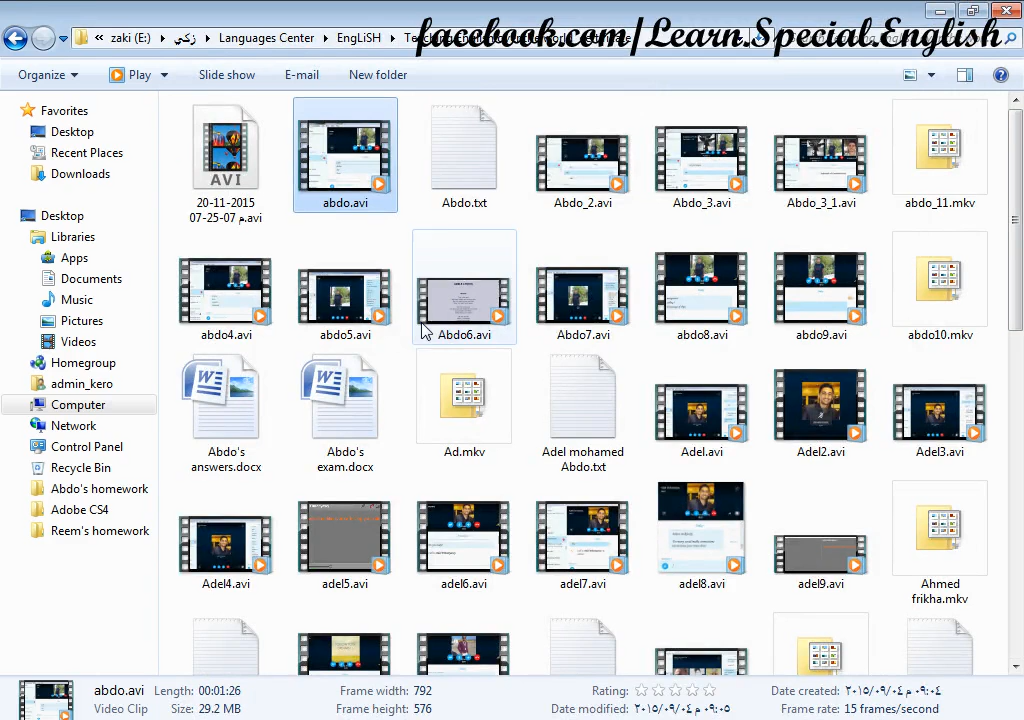 facebook.com/Learn.Special.English
« zaki (E:) ▸ زكي ▸ Languages Center ▸ EngLiSH ▸
Organize Play Slide show E-mail New folder
Favorites
Desktop
Recent Places
Downloads
Desktop
Libraries
Apps
Documents
Music
Pictures
Videos
Homegroup
admin_kero
Computer
Network
Control Panel
Recycle Bin
Abdo's homework
Adobe CS4
Reem's homework
AVI
20-11-2015
07-25-07 م.avi
abdo.avi
Abdo.txt
Abdo_2.avi
Abdo_3.avi
Abdo_3_1.avi
abdo_11.mkv
abdo4.avi
abdo5.avi
Abdo6.avi
Abdo7.avi
abdo8.avi
abdo9.avi
abdo10.mkv
Abdo's
answers.docx
Abdo's
exam.docx
Ad.mkv
Adel mohamed
Abdo.txt
Adel.avi
Adel2.avi
Adel3.avi
Adel4.avi
adel5.avi
adel6.avi
adel7.avi
adel8.avi
adel9.avi
Ahmed
frikha.mkv
abdo.avi Length: 00:01:26 Frame width: 792 Rating: Date created: ٠٩:٠٤ م ٢٠١٥/٠٩/٠٤
Video Clip Size: 29.2 MB Frame height: 576 Date modified: ٠٩:٠٥ م ٢٠١٥/٠٩/٠٤ Frame rate: 15 frames/second